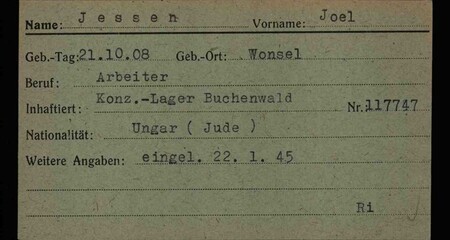 Name: Jessen Vorname: Joel
Geb.-Tag: 21.10.08 Geb.-Ort: Wonsel
Beruf: Arbeiter
Inhaftiert: Konz.-Lager Buchenwald Nr. 117747
Nationalität: Ungar ( Jude )
Weitere Angaben: eingel. 22. 1. 45
Ri